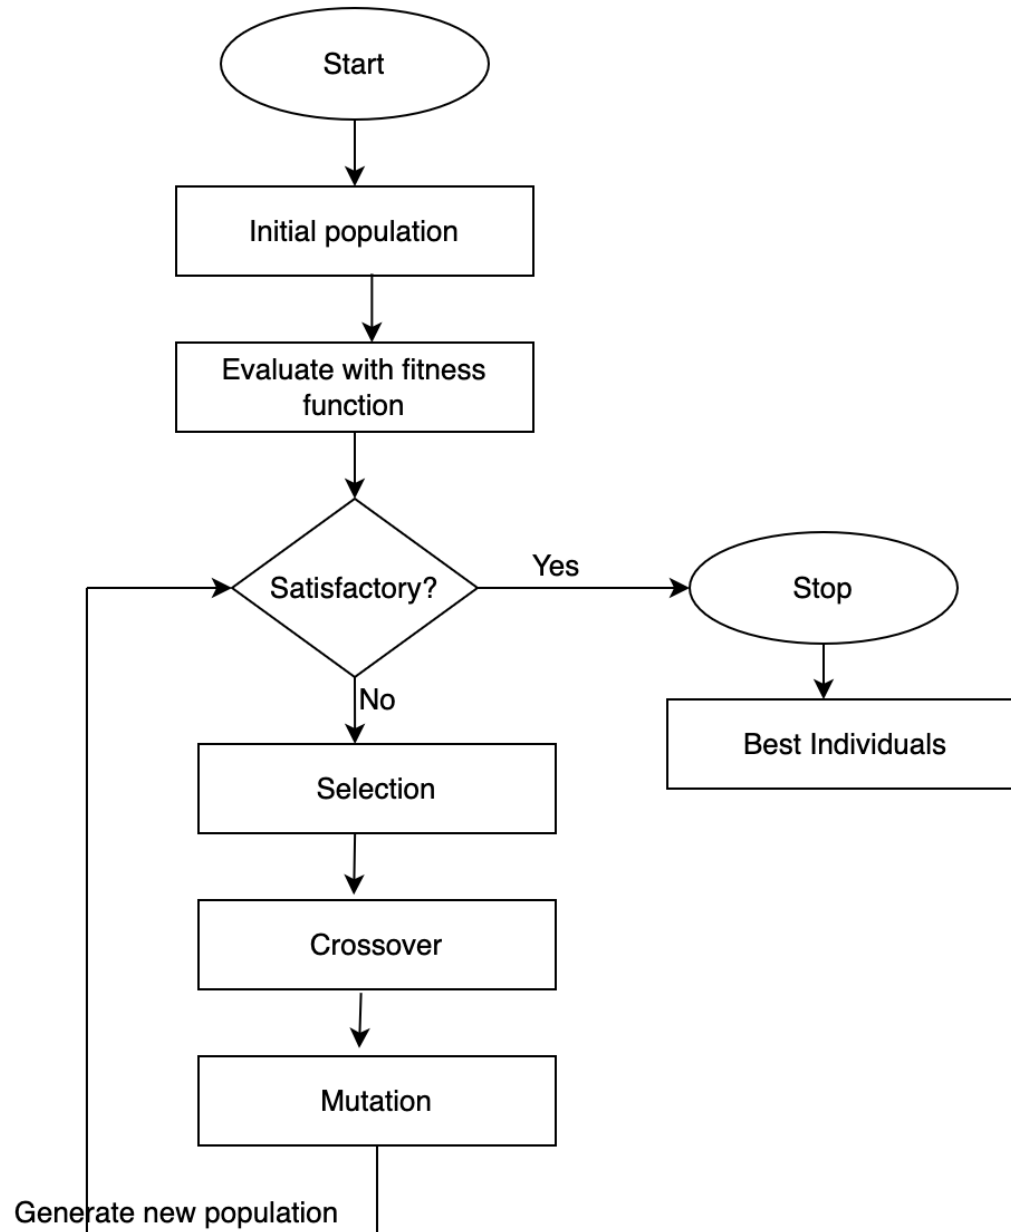 Start
Initial population
Evaluate with fitness
function
Satisfactory?
Yes
Stop
No
Best Individuals
Selection
Crossover
Mutation
Generate new population